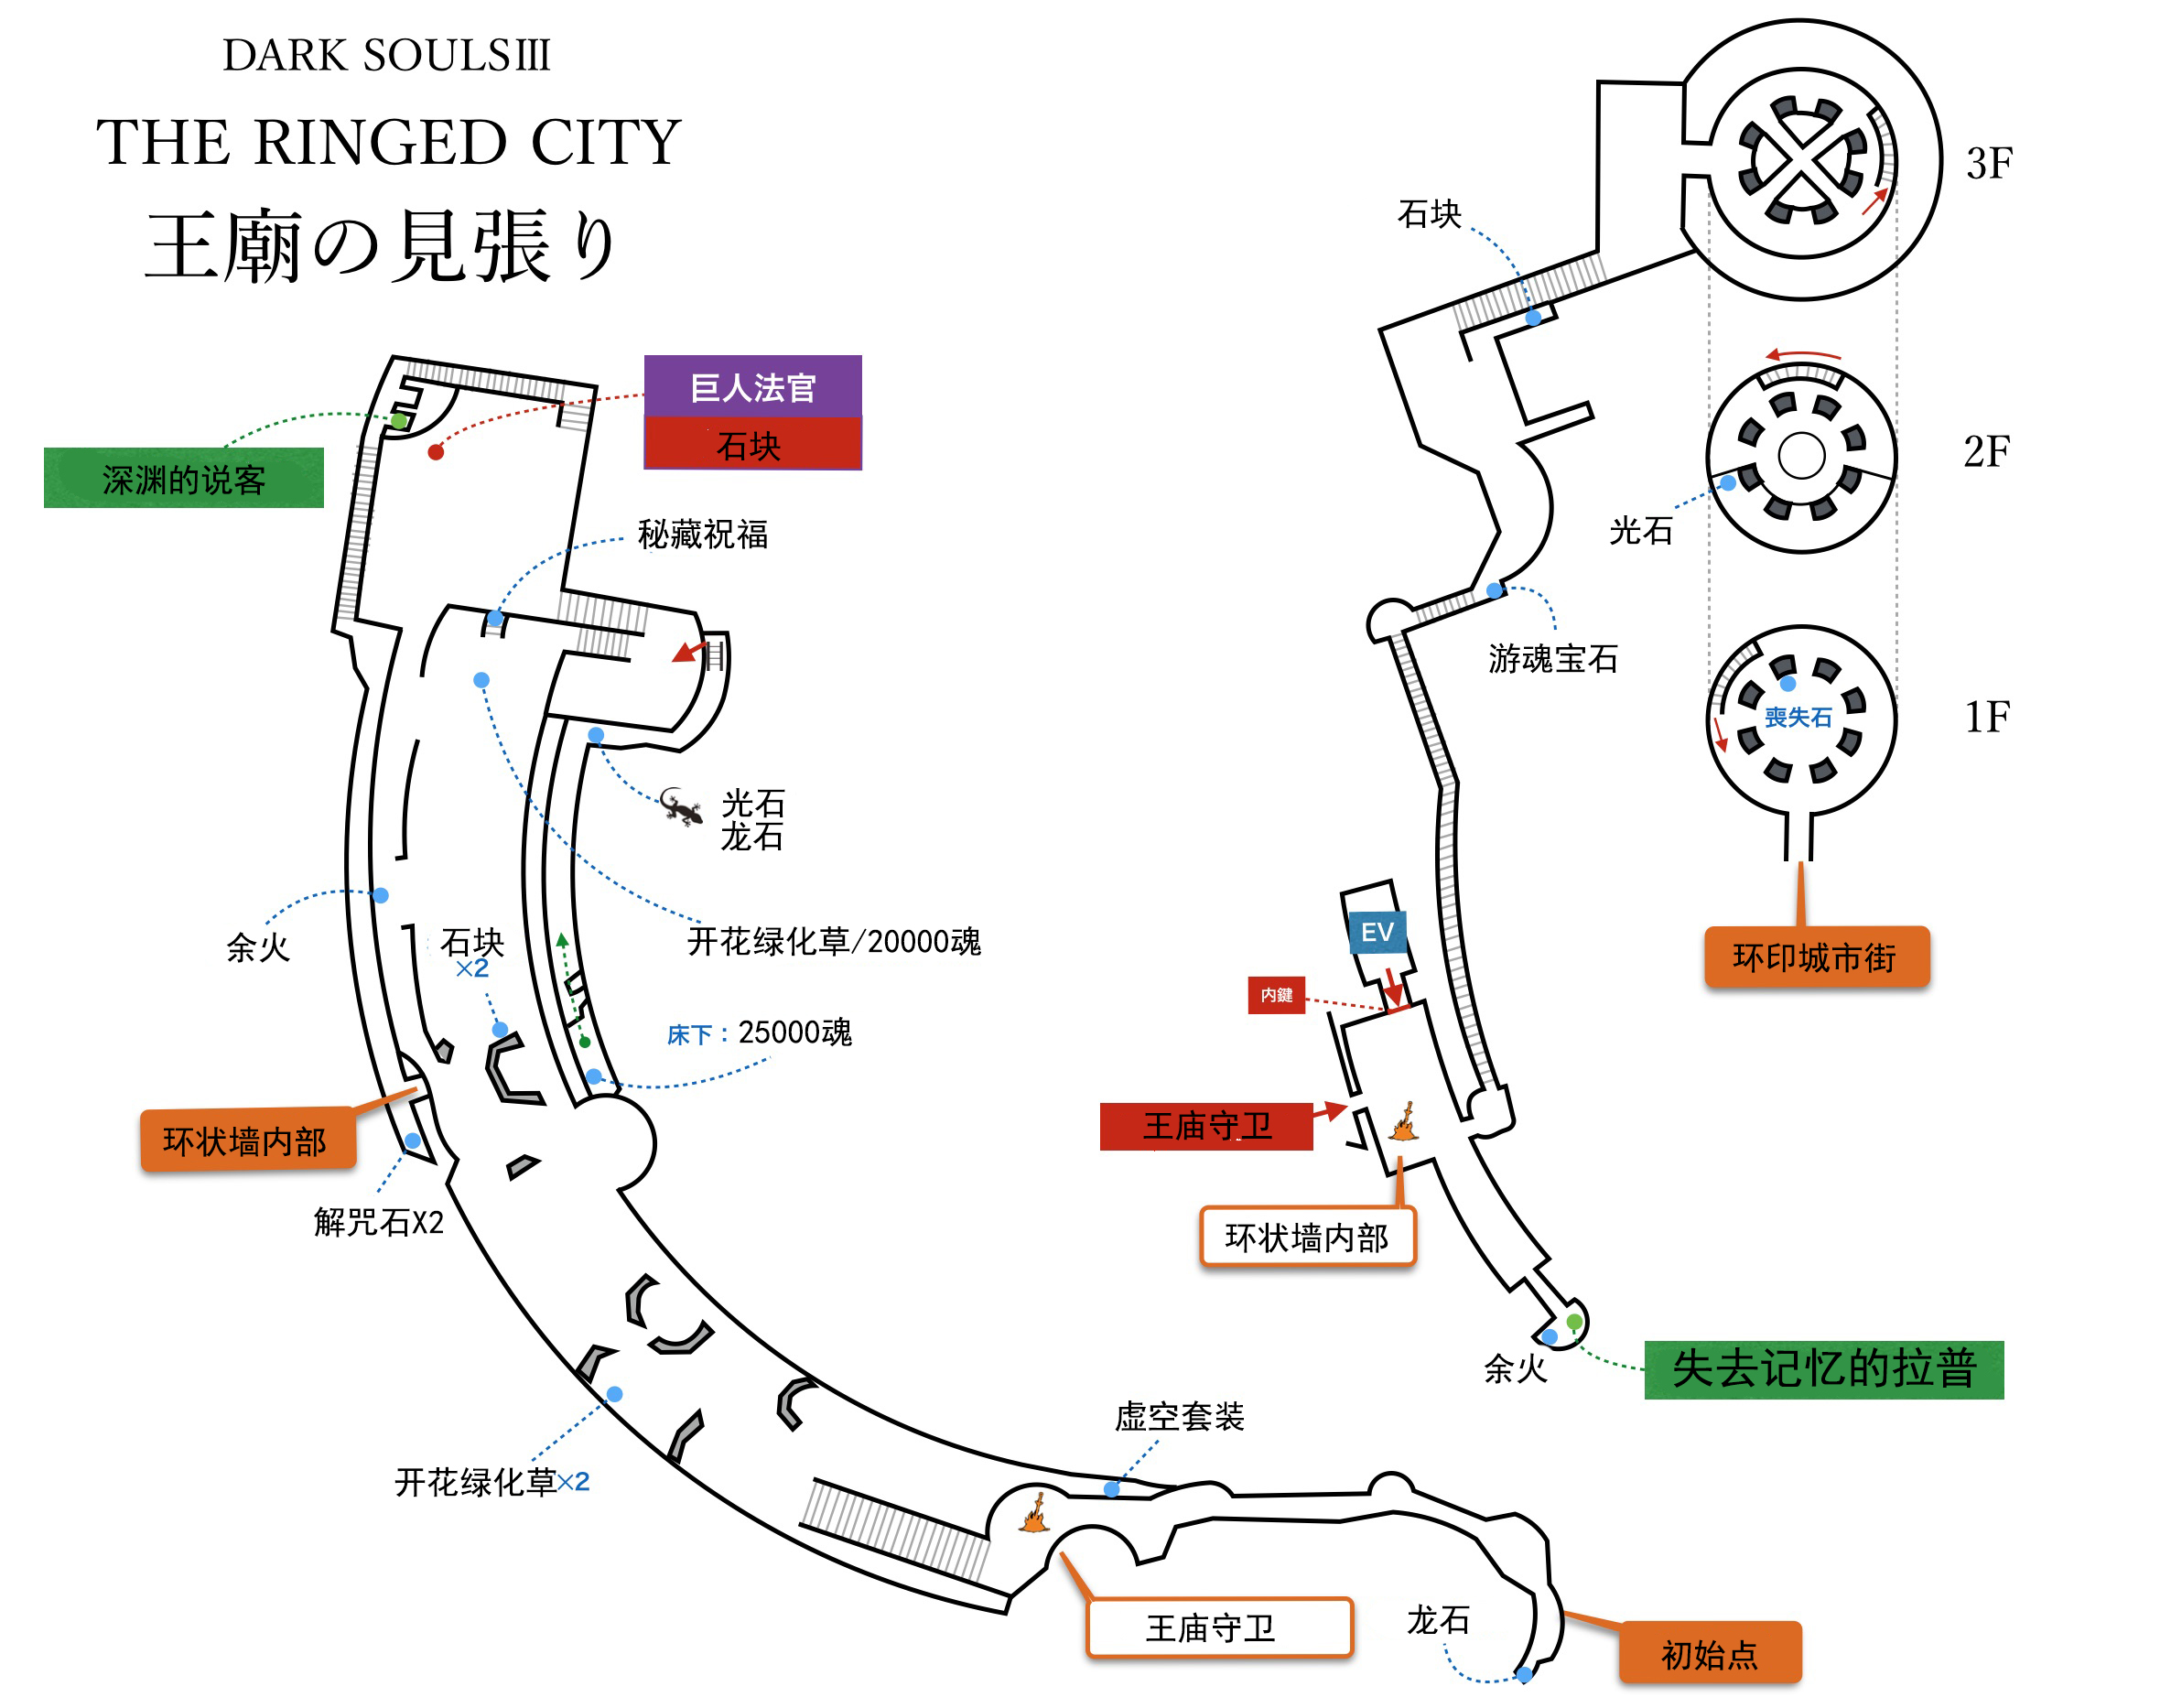 DARK SOULSIII
THE RINGED CITY
王廟の見張り
巨人法官
石块
深渊的说客
秘藏祝福
光石
龙石
开花绿化草/20000魂
余火
石块
×2
床下：25000魂
环状墙内部
解咒石X2
开花绿化草×2
虚空套装
王庙守卫
龙石
初始点
3F
石块
2F
光石
游魂宝石
1F
喪失石
环印城市街
EV
内鍵
王庙守卫
环状墙内部
余火
失去记忆的拉普